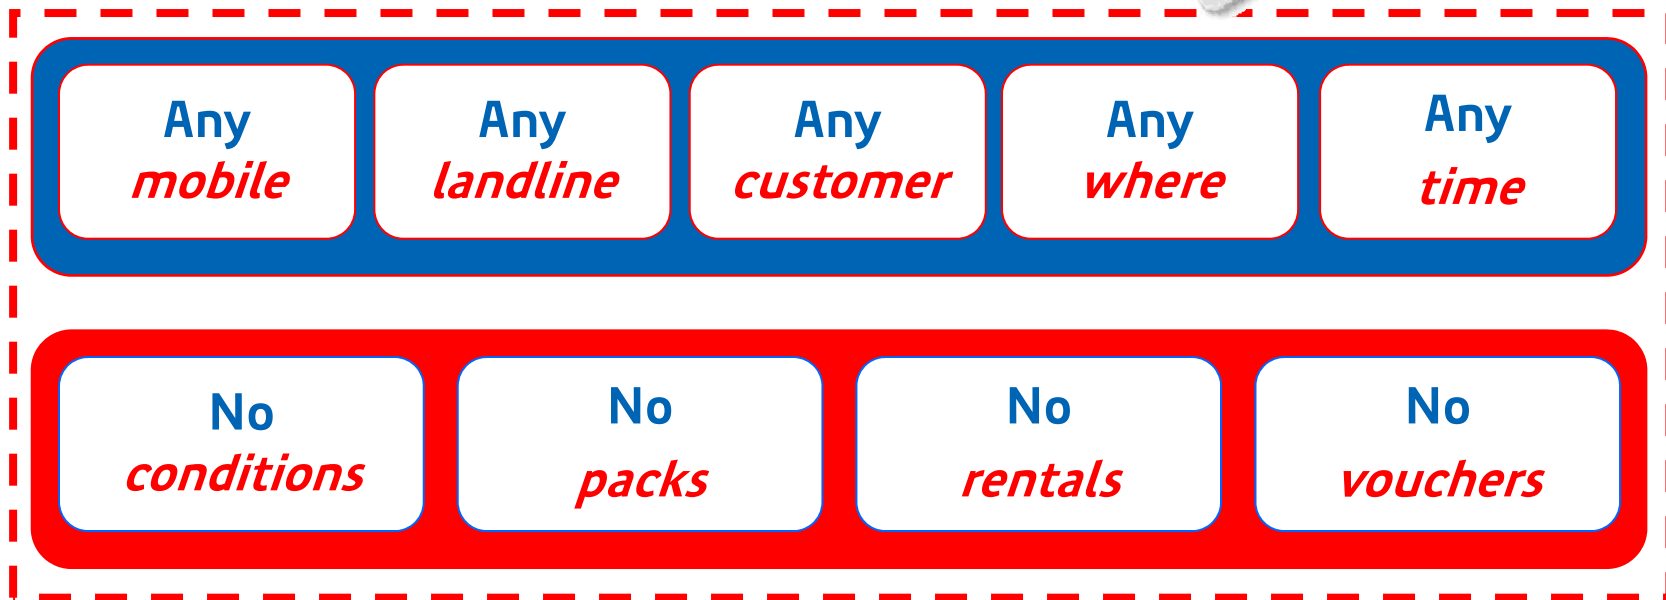 Any
mobile
Any
landline
Any
customer
Any
where
Any
time
No
conditions
No
packs
No
rentals
No
vouchers